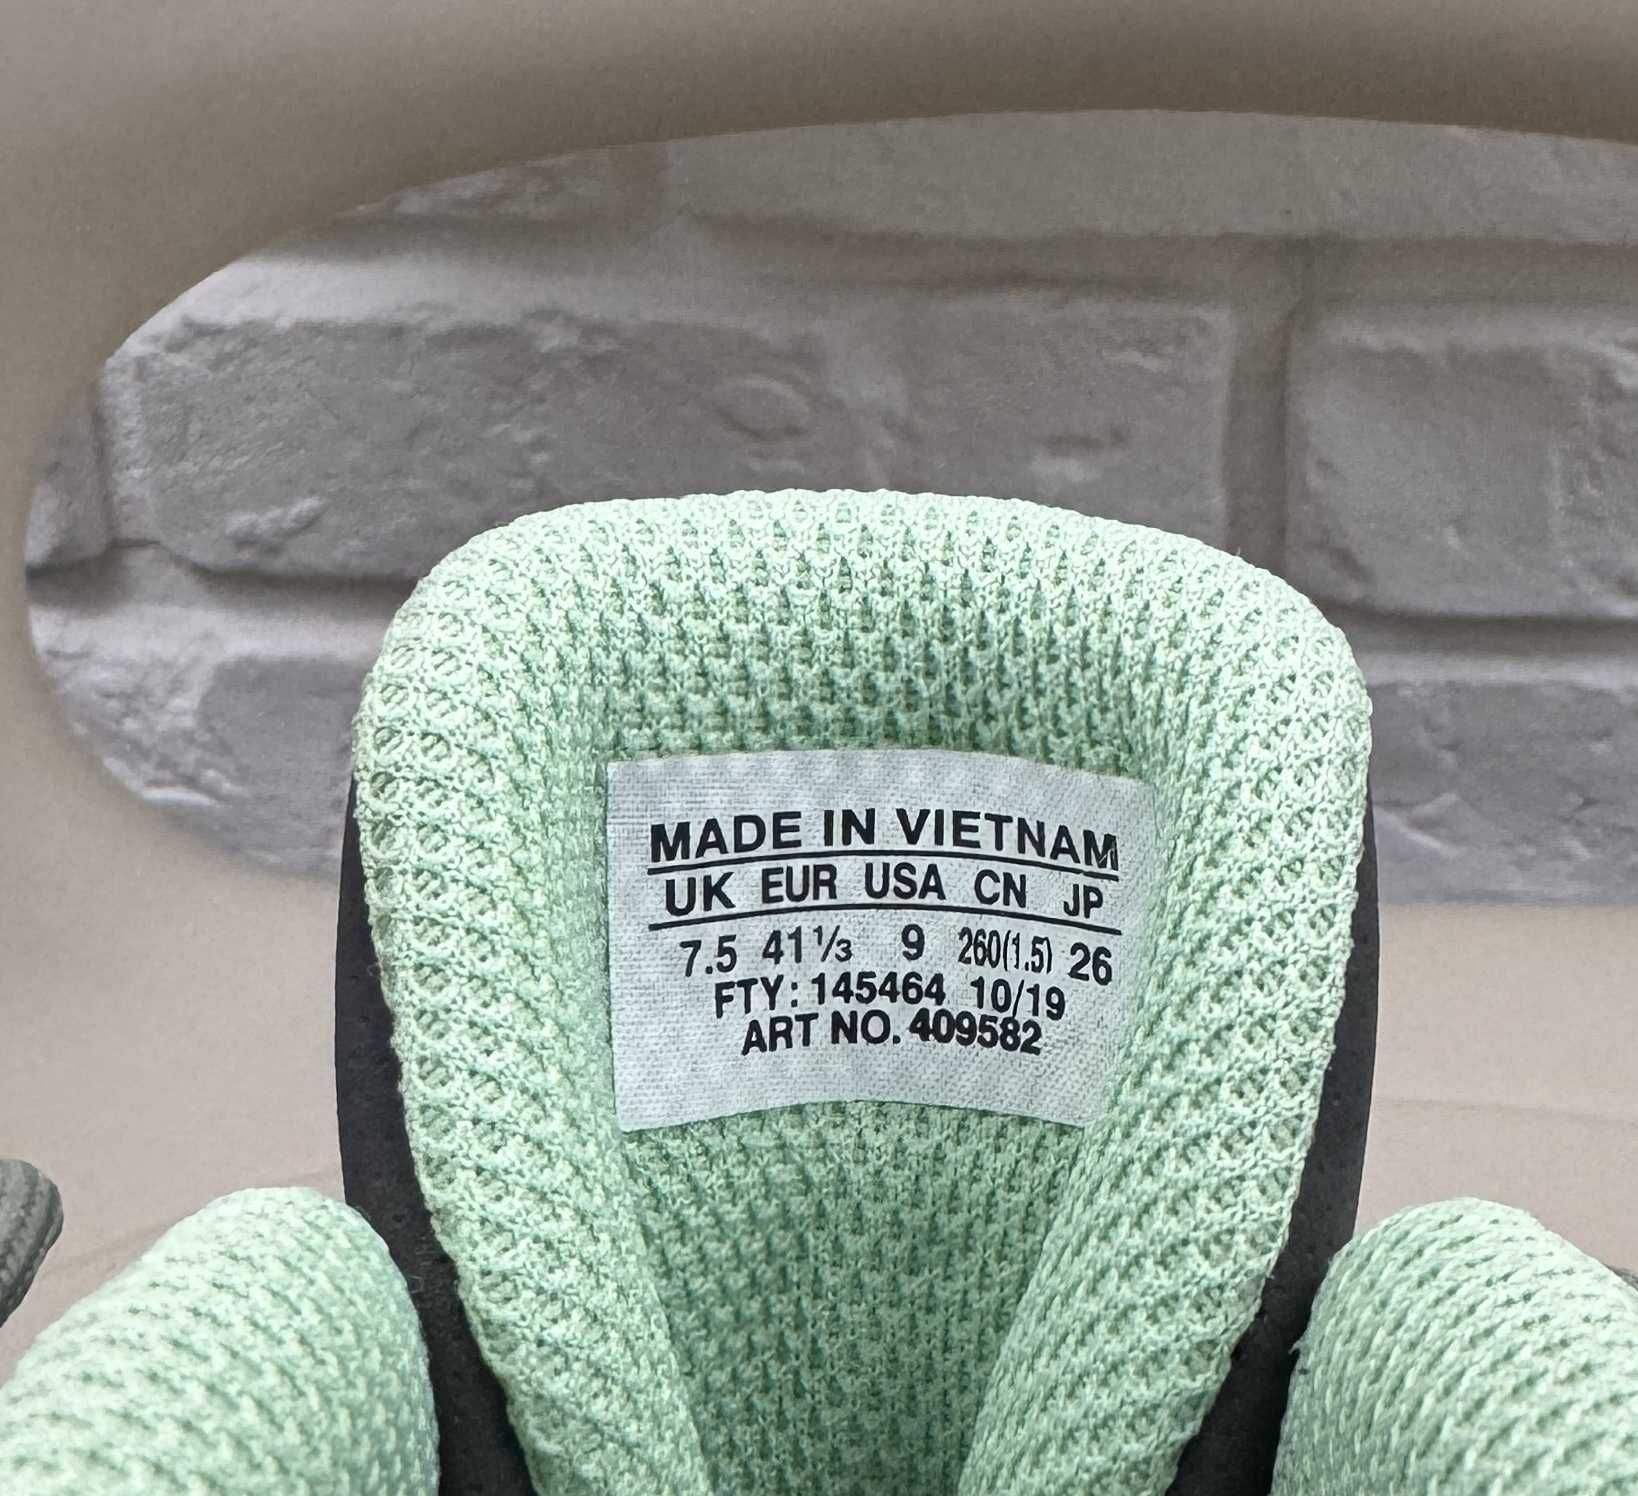 MADE IN VIETNAM
UK EUR USA CN JP
7.5 41⅓ 9 260(1.5) 26
FTY: 145464 10/19
ART NO. 409582